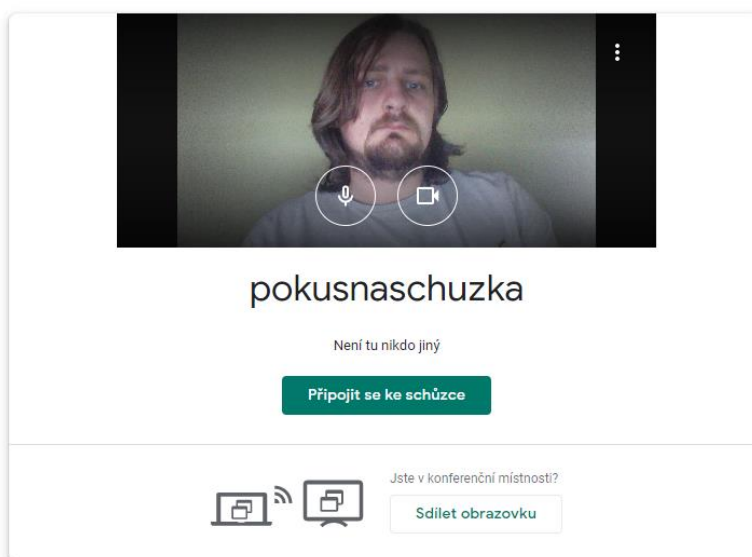 pokusnaschuzka
Není tu nikdo jiný
Připojit se ke schůzce
Jste v konferenční místnosti?
Sdílet obrazovku